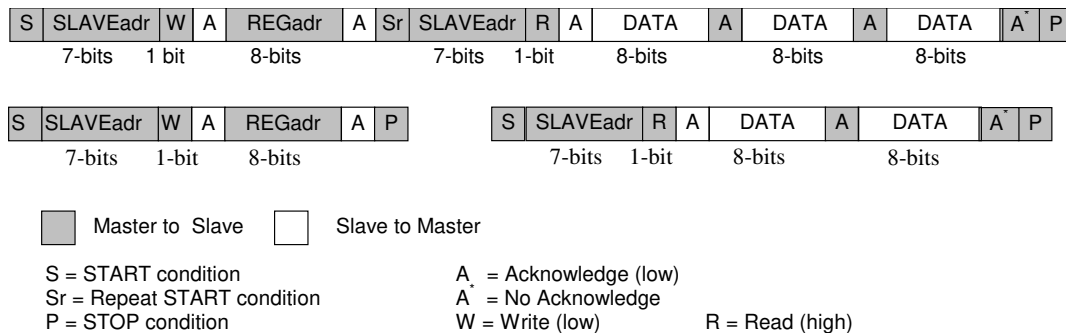 S SLAVEadr W A REGadr A Sr SLAVEadr R A DATA A DATA A DATA A* P
7-bits 1 bit 8-bits 7-bits 1-bit 8-bits 8-bits 8-bits
S SLAVEadr W A REGadr A P
7-bits 1-bit 8-bits
S SLAVEadr R A DATA A DATA A* P
7-bits 1-bit 8-bits 8-bits
Master to Slave Slave to Master
S = START condition
Sr = Repeat START condition
P = STOP condition
A = Acknowledge (low)
A* = No Acknowledge
W = Write (low) R = Read (high)